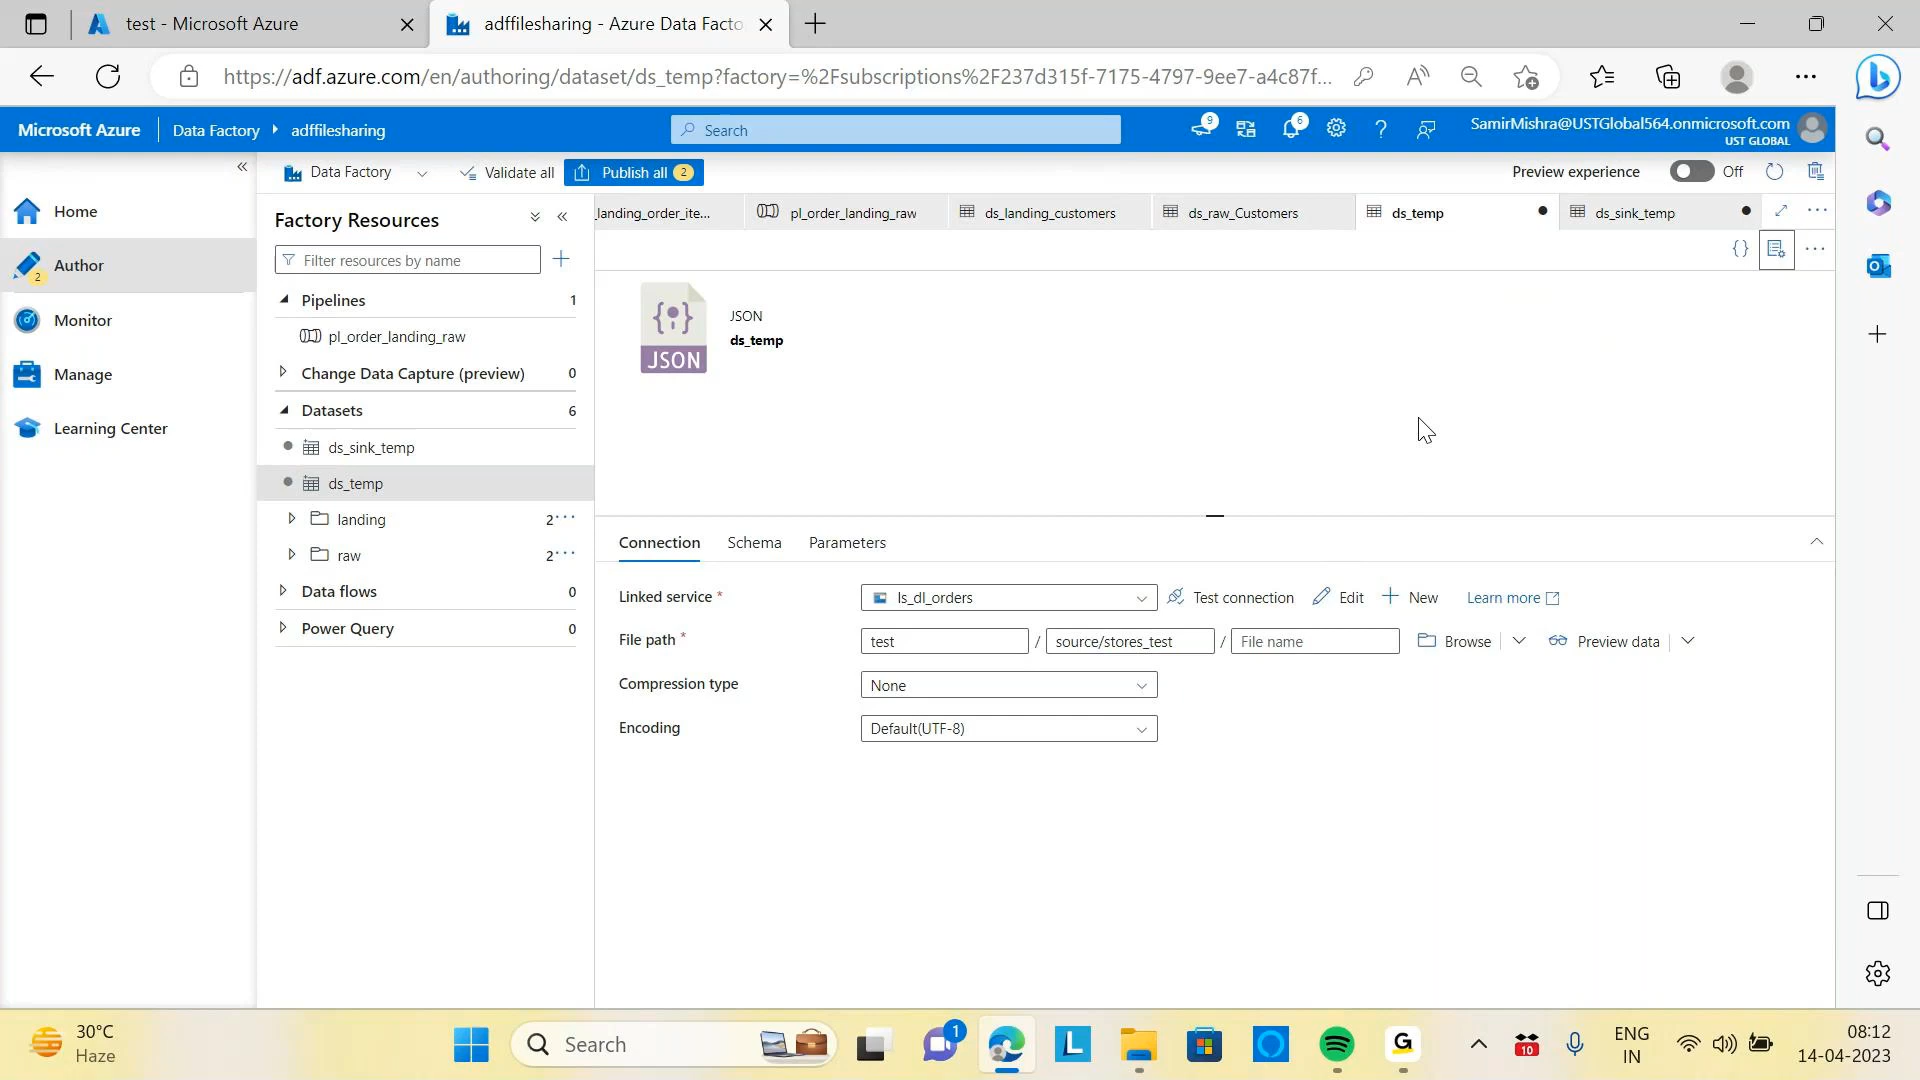 test - Microsoft Azure
adffilesharing - Azure Data Facto
https://adf.azure.com/en/authoring/dataset/ds_temp?factory=%2Fsubscriptions%2F237d315f-7175-4797-9ee7-a4c87f...
Microsoft Azure
Data Factory
adffilesharing
Search
9
6
SamirMishra@USTGlobal564.onmicrosoft.com
UST GLOBAL
Data Factory
Validate all
Publish all 2
Preview experience
Off
Home
Author
2
Monitor
Manage
Learning Center
Factory Resources
Filter resources by name
Pipelines 1
pl_order_landing_raw
Change Data Capture (preview) 0
Datasets 6
ds_sink_temp
ds_temp
landing 2
raw 2
Data flows 0
Power Query 0
_landing_order_ite...
pl_order_landing_raw
ds_landing_customers
ds_raw_Customers
ds_temp
ds_sink_temp
JSON
JSON
ds_temp
Connection
Schema
Parameters
Linked service *
ls_dl_orders
Test connection
Edit
New
Learn more
File path *
test / source/stores_test / File name
Browse
Preview data
Compression type
None
Encoding
Default(UTF-8)
30°C
Haze
Search
1
L
G
10
ENG
IN
08:12
14-04-2023